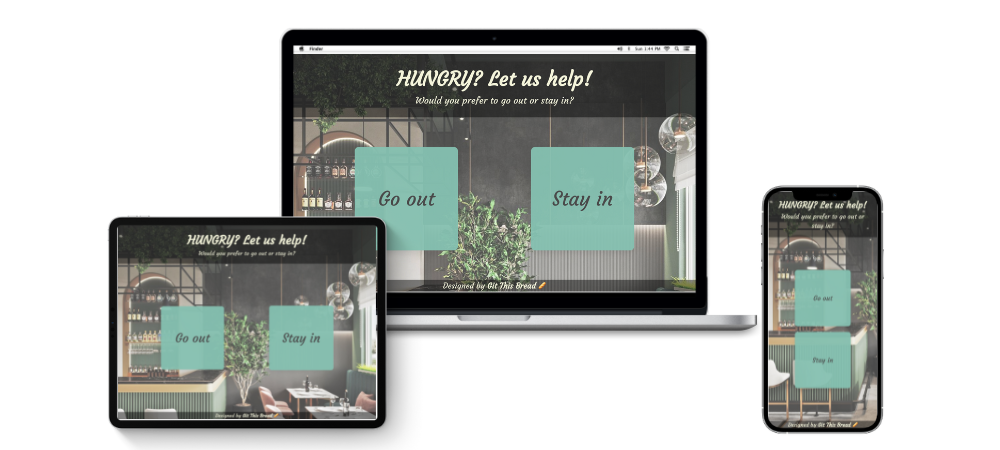 Finder
Sun 2:44 PM
HUNGRY? Let us help!
Would you prefer to go out or stay in?
Go out
Stay in
Designed by Git This Bread 🥖
HUNGRY? Let us help!
Would you prefer to go out or stay in?
Go out
Stay in
Designed by Git This Bread 🥖
HUNGRY? Let us help!
Would you prefer to go out or
stay in?
Go out
Stay in
Designed by Git This Bread 🥖